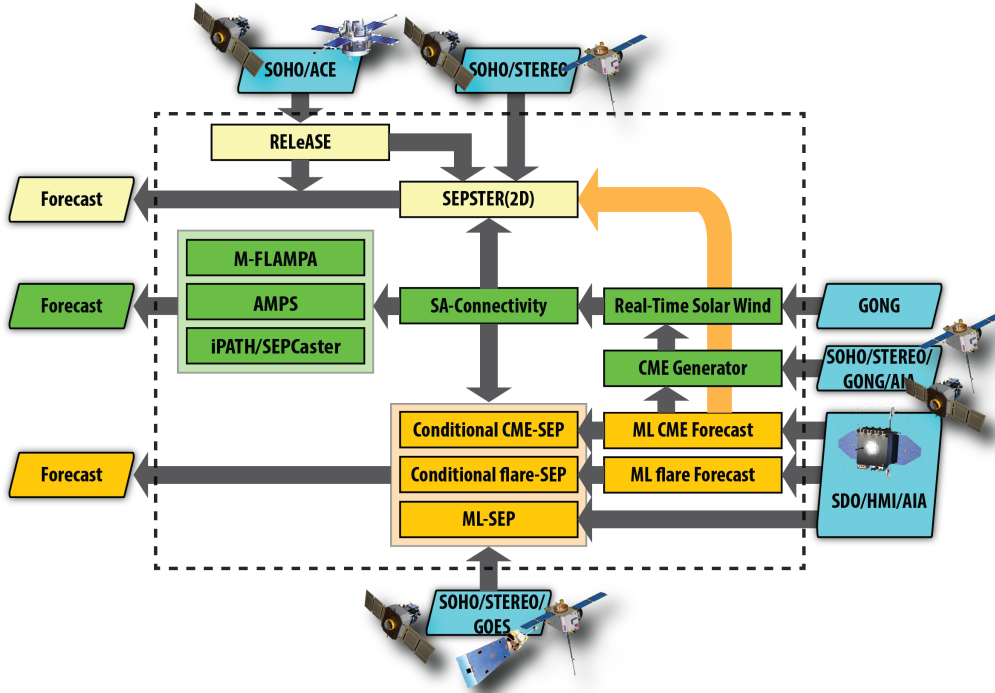 SOHO/ACE
SOHO/STEREO
RELeASE
Forecast
SEPSTER(2D)
M-FLAMPA
Forecast
AMPS
SA-Connectivity
Real-Time Solar Wind
GONG
iPATH/SEPCaster
CME Generator
SOHO/STEREO/
GONG/AIA
Conditional CME-SEP
ML CME Forecast
Forecast
Conditional flare-SEP
ML flare Forecast
SDO/HMI/AIA
ML-SEP
SOHO/STEREO/
GOES